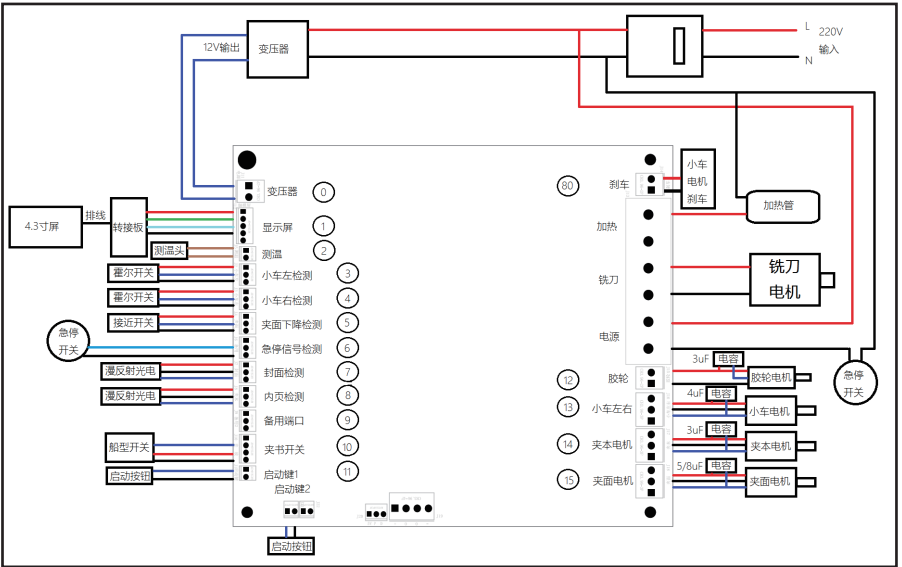 12V输出
变压器
L
220V
输入
N
变压器
0
刹车
80
小车
电机
刹车
4.3寸屏
排线
转接板
显示屏
1
加热
加热管
测温头
测温
2
霍尔开关
小车左检测
3
铣刀
铣刀
电机
霍尔开关
小车右检测
4
接近开关
夹面下降检测
5
急停
开关
急停信号检测
6
电源
漫反射光电
封面检测
7
胶轮
12
3uF
电容
胶轮电机
急停
开关
漫反射光电
内页检测
8
小车左右
13
4uF
电容
小车电机
备用端口
9
船型开关
夹书开关
10
夹本电机
14
3uF
电容
夹本电机
启动按钮
启动键1
11
夹面电机
15
5/8uF
电容
夹面电机
启动键2
启动按钮